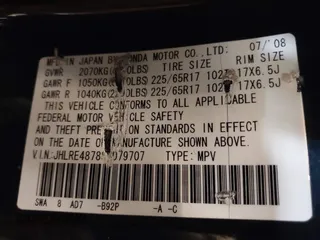 MFD IN JAPAN BY HONDA MOTOR CO., LTD: 07/'08
GVWR 2070KG( LBS) TIRE SIZE RIM SIZE
GAWR F 1050KG( LBS) 225/65R17 102 17X6.5J
GAWR R 1040KG( LBS) 225/65R17 102 17X6.5J
THIS VEHICLE CONFORMS TO ALL APPLICABLE
FEDERAL MOTOR VEHICLE SAFETY
AND THEFT PREVENTION STANDARDS IN EFFECT
ON THE DATE OF MANUFACTURE SHOWN ABOVE.
V.I.N: TYPE: MPV
SWA 8 AD7 -B92P -A -C